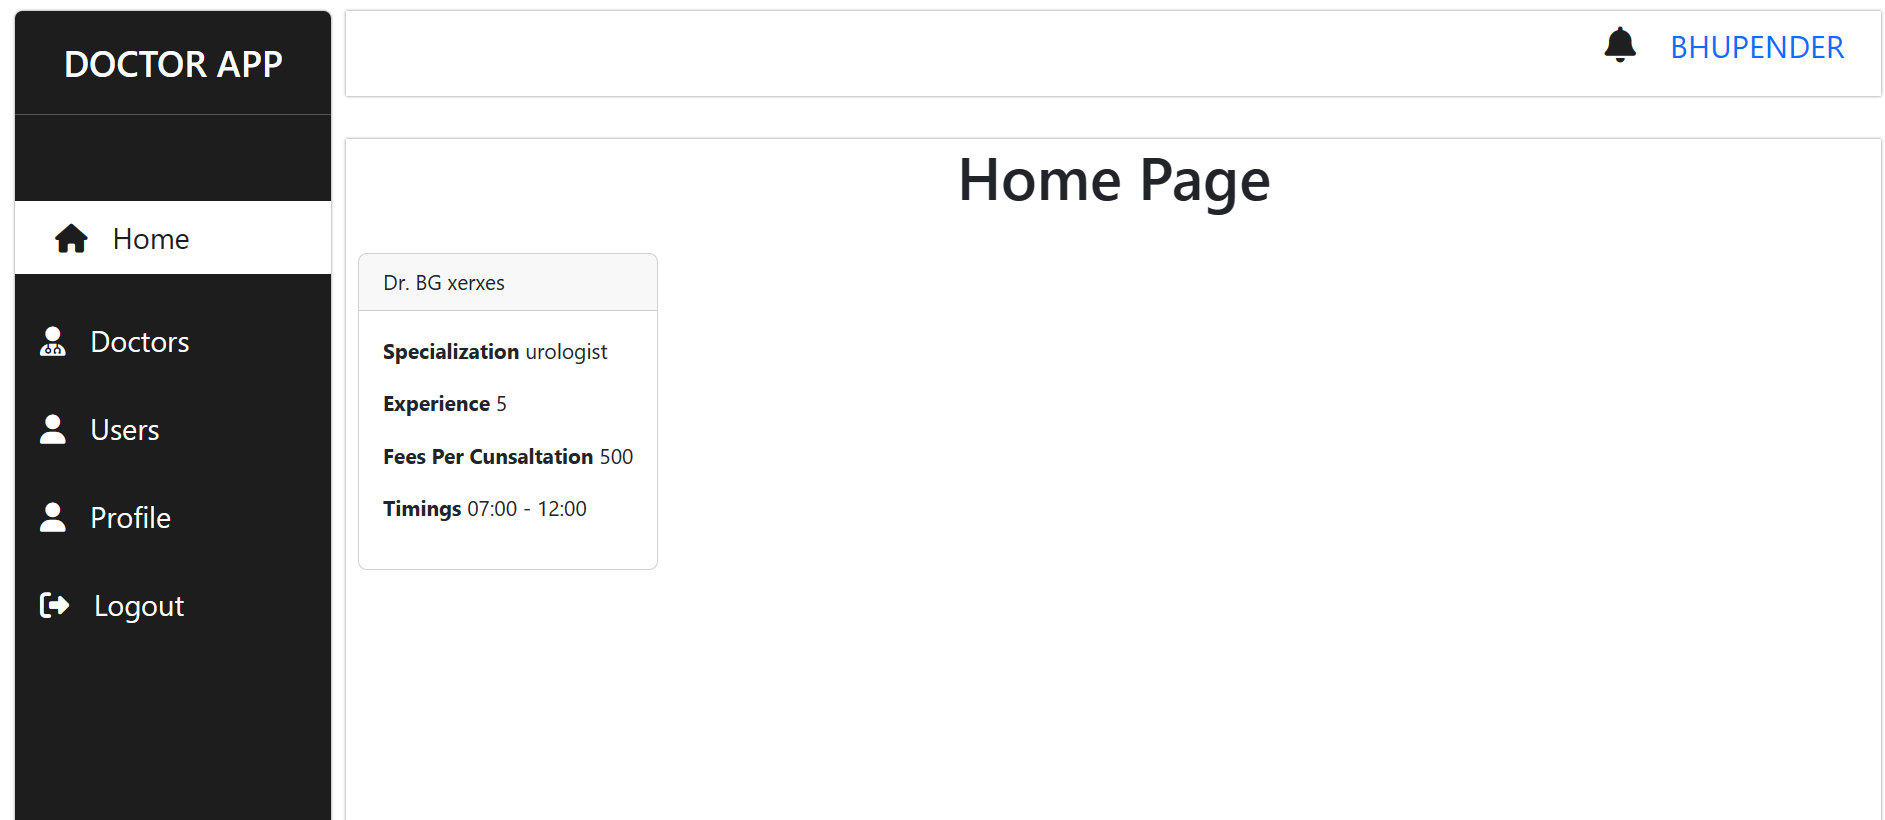 DOCTOR APP
BHUPENDER
Home
Doctors
Users
Profile
Logout
Home Page
Dr. BG xerxes
Specialization urologist
Experience 5
Fees Per Cunsaltation 500
Timings 07:00 - 12:00